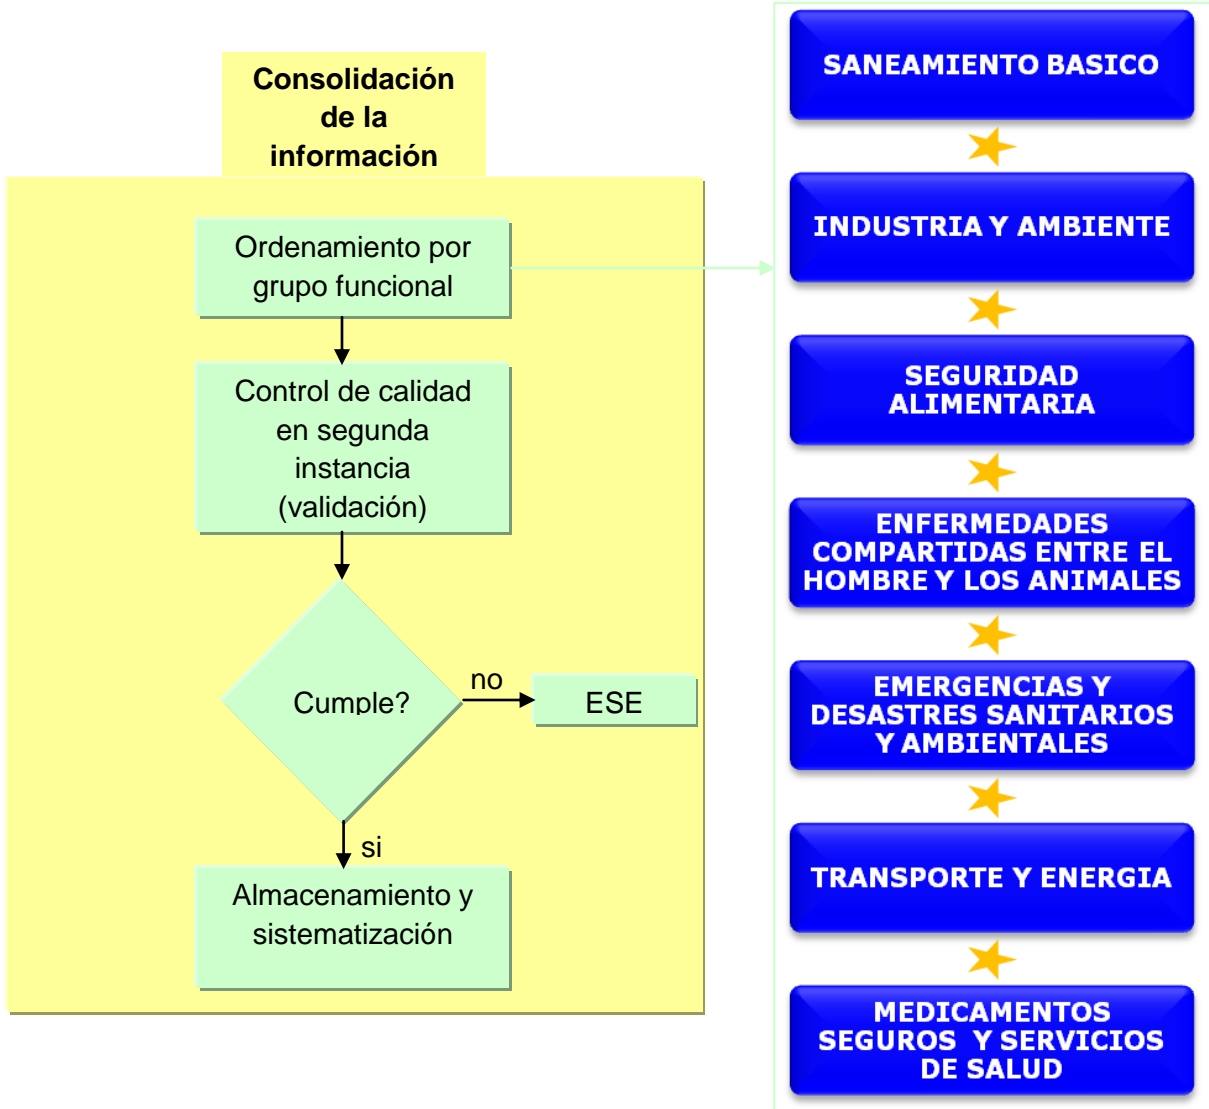 Consolidación
de la
información
Ordenamiento por
grupo funcional
Control de calidad
en segunda
instancia
(validación)
Cumple?
no
ESE
si
Almacenamiento y
sistematización
SANEAMIENTO BASICO
INDUSTRIA Y AMBIENTE
SEGURIDAD
ALIMENTARIA
ENFERMEDADES
COMPARTIDAS ENTRE EL
HOMBRE Y LOS ANIMALES
EMERGENCIAS Y
DESASTRES SANITARIOS
Y AMBIENTALES
TRANSPORTE Y ENERGIA
MEDICAMENTOS
SEGUROS Y SERVICIOS
DE SALUD